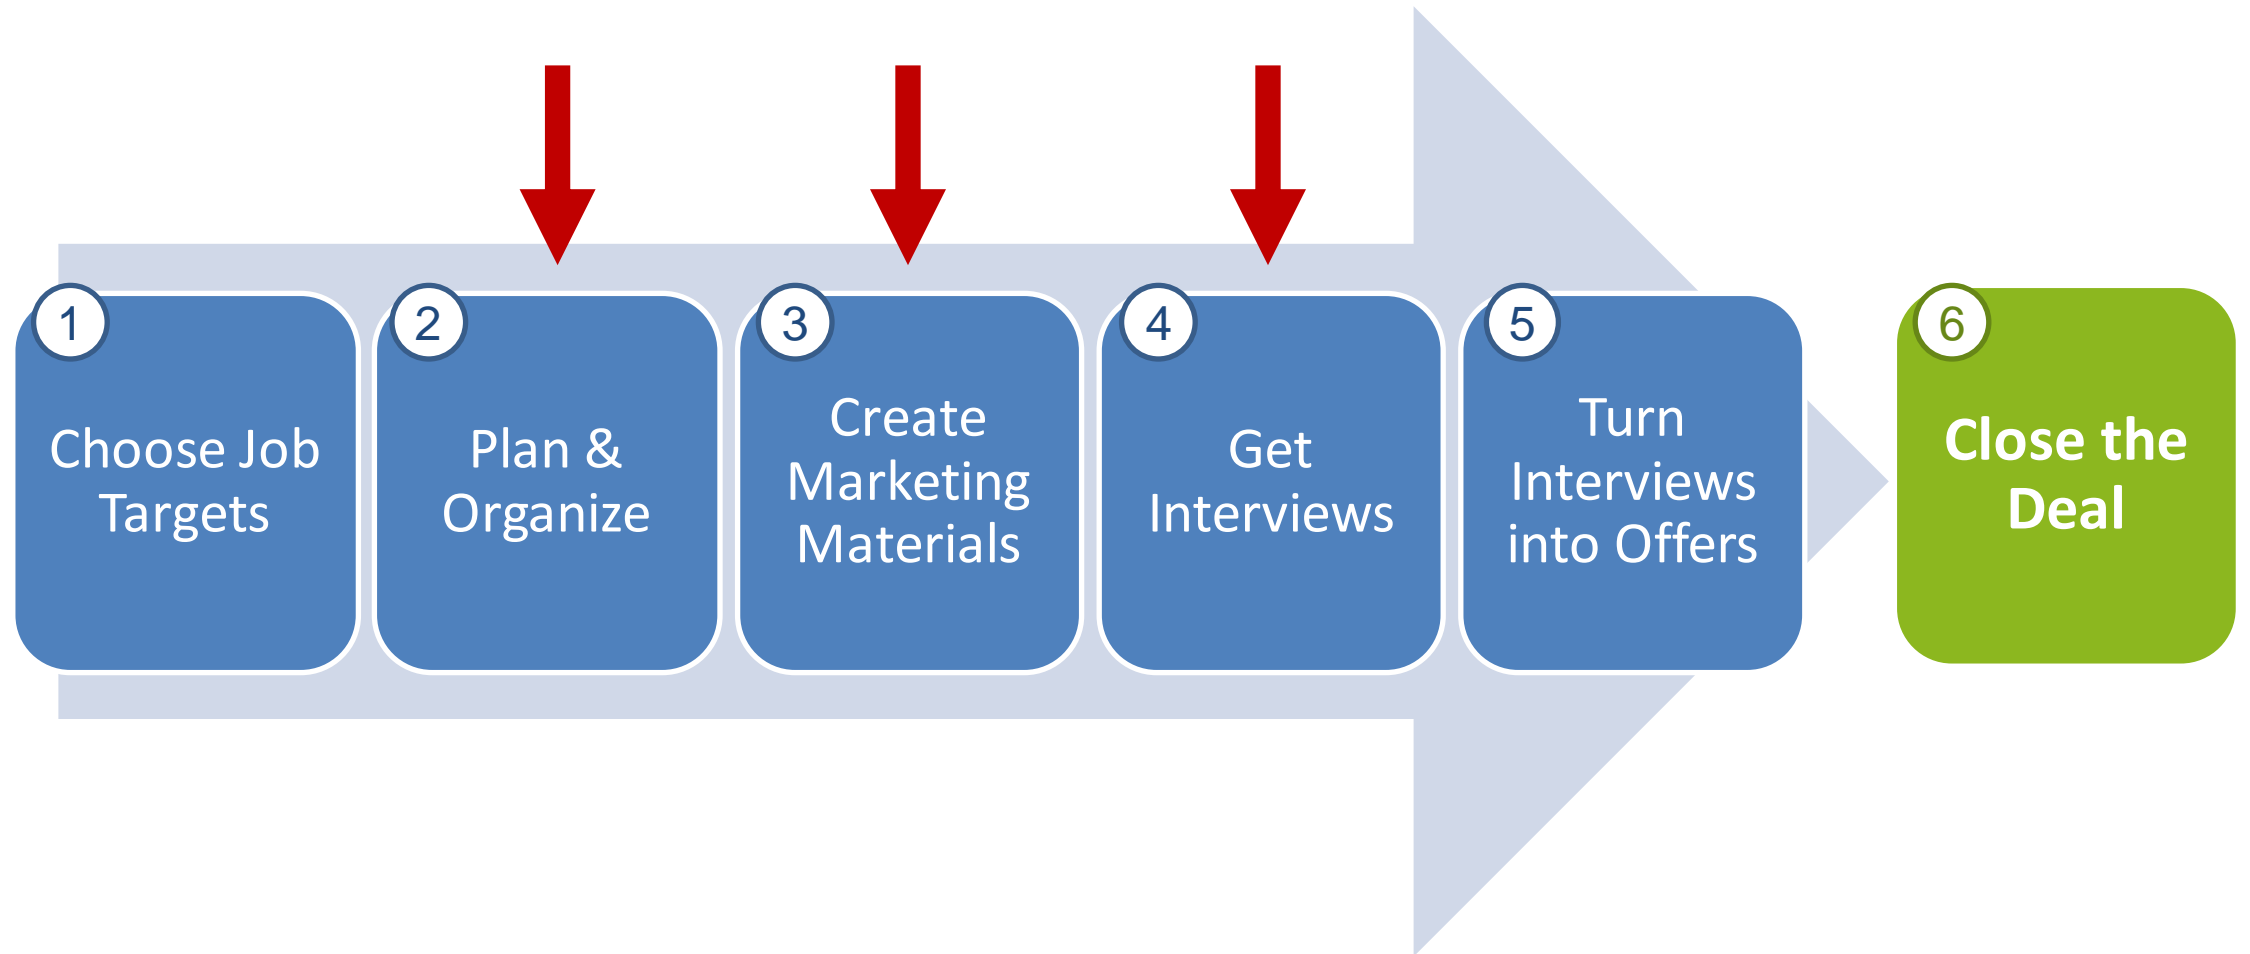 1
Choose Job
Targets
2
Plan &
Organize
3
Create
Marketing
Materials
4
Get
Interviews
5
Turn
Interviews
into Offers
6
Close the
Deal